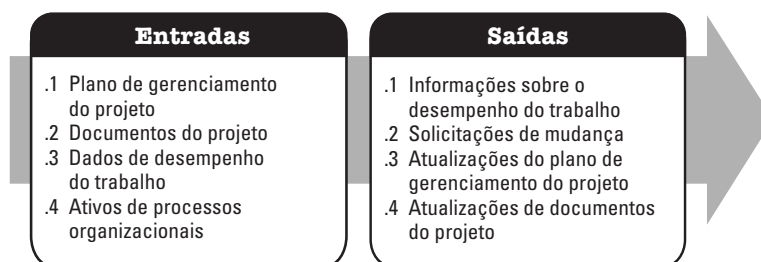 Entradas
.1 Plano de gerenciamento
do projeto
.2 Documentos do projeto
.3 Dados de desempenho
do trabalho
.4 Ativos de processos
organizacionais
Saídas
.1 Informações sobre o
desempenho do trabalho
.2 Solicitações de mudança
.3 Atualizações do plano de
gerenciamento do projeto
.4 Atualizações de documentos
do projeto